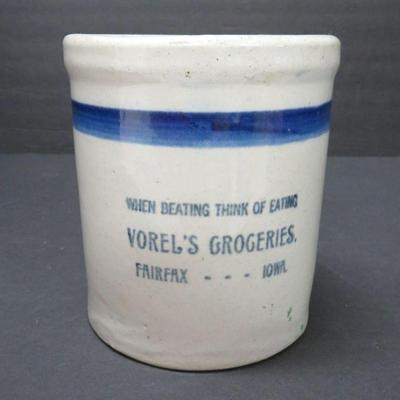 WHEN BEATING THINK OF EATING
VOREL'S GROCERIES.
FAIRFAX - - - IOWA.